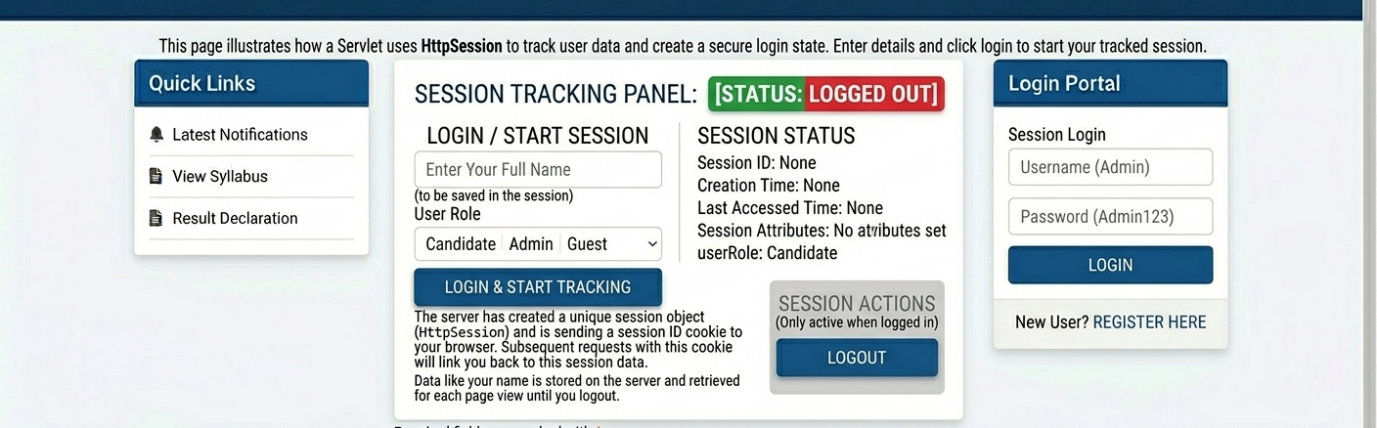 This page illustrates how a Servlet uses HttpSession to track user data and create a secure login state. Enter details and click login to start your tracked session.
Quick Links
Latest Notifications
View Syllabus
Result Declaration
SESSION TRACKING PANEL: [STATUS: LOGGED OUT]
LOGIN / START SESSION
Enter Your Full Name
(to be saved in the session)
User Role
Candidate Admin Guest
LOGIN & START TRACKING
The server has created a unique session object
(HttpSession) and is sending a session ID cookie to
your browser. Subsequent requests with this cookie
will link you back to this session data.
Data like your name is stored on the server and retrieved
for each page view until you logout.
SESSION STATUS
Session ID: None
Creation Time: None
Last Accessed Time: None
Session Attributes: No atributes set
userRole: Candidate
SESSION ACTIONS
(Only active when logged in)
LOGOUT
Login Portal
Session Login
Username (Admin)
Password (Admin123)
LOGIN
New User? REGISTER HERE